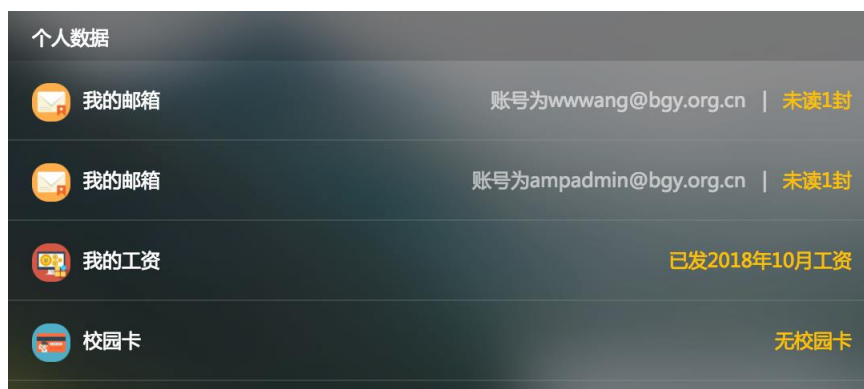 个人数据
我的邮箱 账号为wwwang@bgy.org.cn | 未读1封
我的邮箱 账号为ampadmin@bgy.org.cn | 未读1封
我的工资 已发2018年10月工资
校园卡 无校园卡